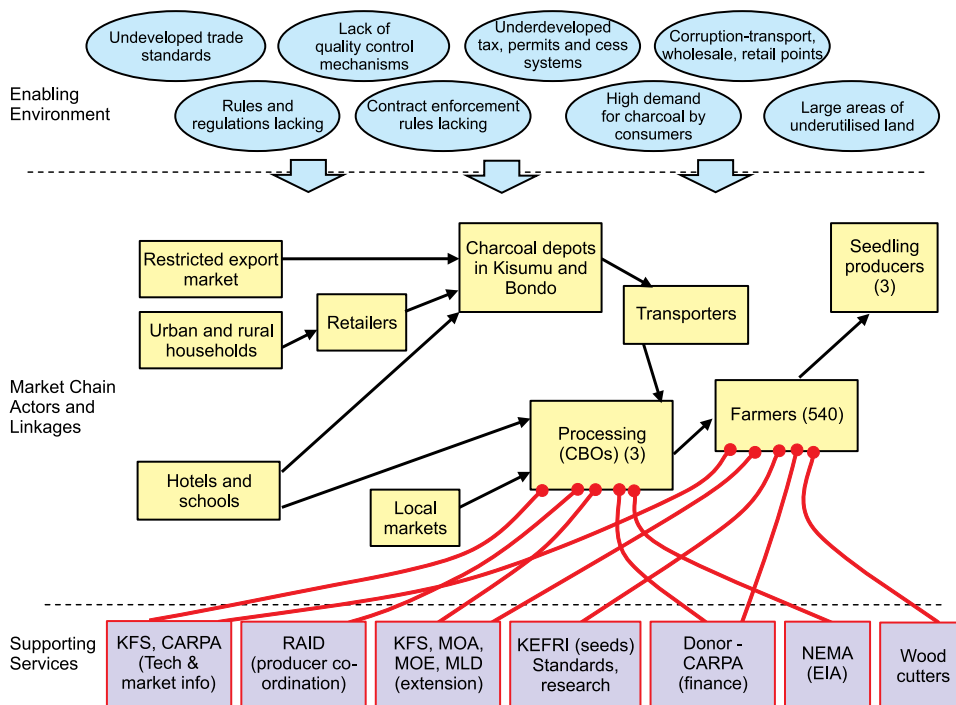 Undeveloped trade
standards
Lack of
quality control
mechanisms
Underdeveloped
tax, permits and cess
systems
Corruption-transport,
wholesale, retail points
Enabling
Environment
Rules and
regulations lacking
Contract enforcement
rules lacking
High demand
for charcoal by
consumers
Large areas of
underutilised land
Restricted export
market
Charcoal depots
in Kisumu and
Bondo
Seedling
producers
(3)
Urban and rural
households
Retailers
Transporters
Market Chain
Actors and
Linkages
Processing
(CBOs) (3)
Farmers (540)
Hotels and
schools
Local
markets
Supporting
Services
KFS, CARPA
(Tech &
market info)
RAID
(producer co-
ordination)
KFS, MOA,
MOE, MLD
(extension)
KEFRI (seeds)
Standards,
research
Donor -
CARPA
(finance)
NEMA
(EIA)
Wood
cutters